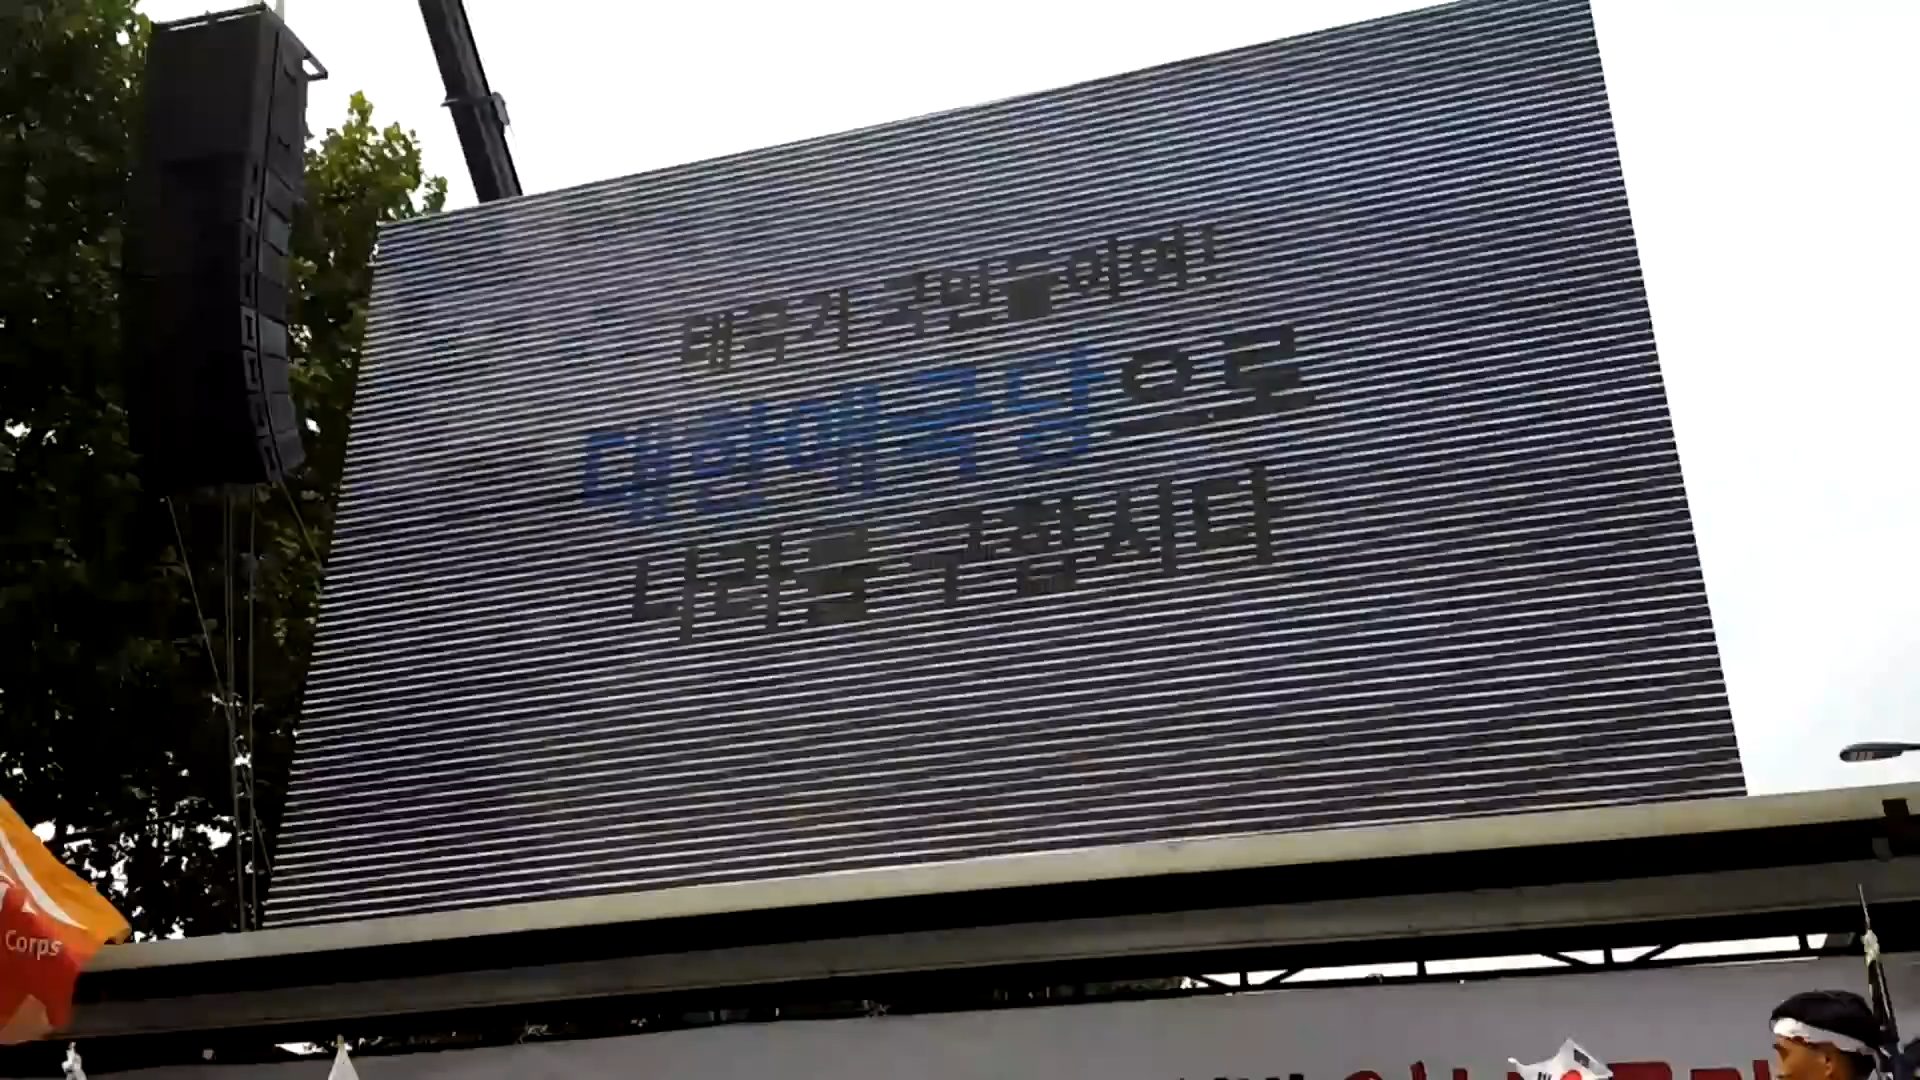 태극기 국민들이여!
대한애국당으로
나라를 구합시다
Corps